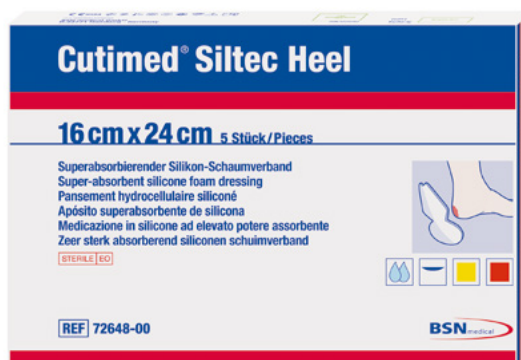 Cutimed® Siltec Heel
16 cm x 24 cm 5 Stück/Pieces
Superabsorbierender Silikon-Schaumverband
Super-absorbent silicone foam dressing
Pansement hydrocellulaire siliconé
Apósito superabsorbente de silicona
Medicazione in silicone ad elevato potere assorbente
Zeer sterk absorberend siliconen schuimverband
STERILE EO
REF 72648-00
BSN medical